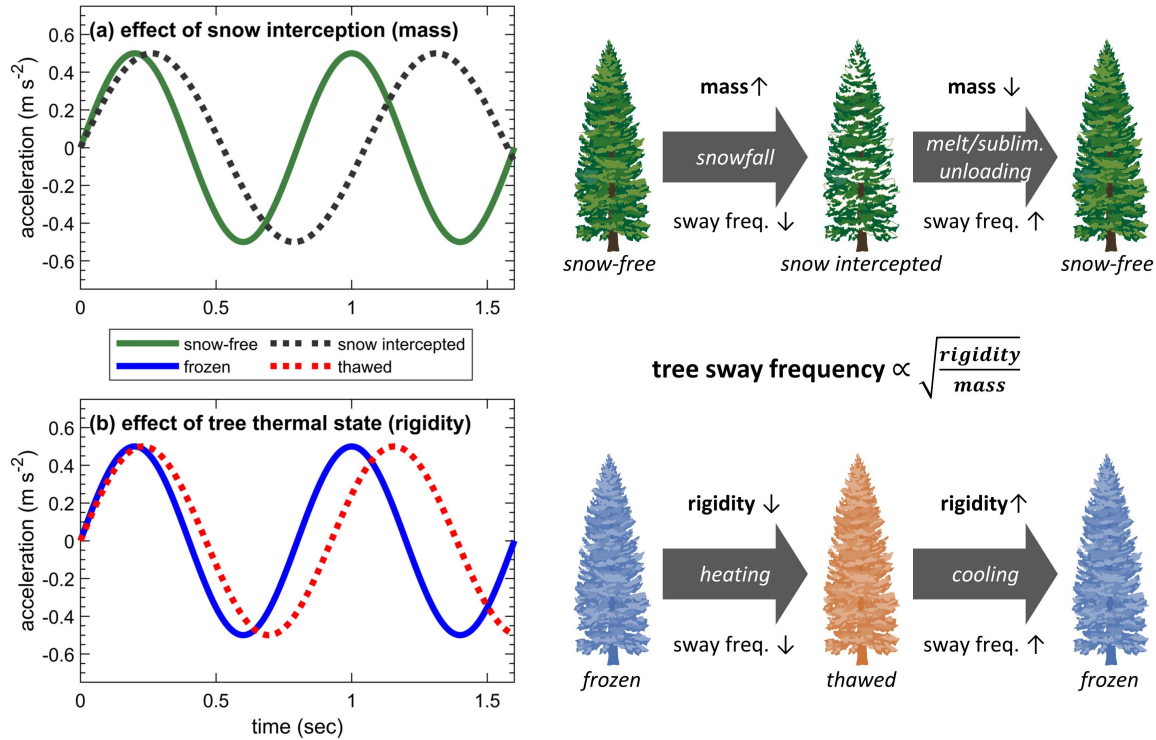 (a) effect of snow interception (mass)
acceleration (m s⁻²)
0.6
0.4
0.2
0
-0.2
-0.4
-0.6
0
0.5
1
1.5
snow-free
snow intercepted
frozen
thawed
(b) effect of tree thermal state (rigidity)
acceleration (m s⁻²)
0.6
0.4
0.2
0
-0.2
-0.4
-0.6
0
0.5
1
1.5
time (sec)
mass↑
snowfall
sway freq. ↓
mass ↓
melt/sublim.
unloading
sway freq. ↑
snow-free
snow intercepted
snow-free
tree sway frequency ∝ √(rigidity/mass)
rigidity ↓
heating
sway freq. ↓
rigidity↑
cooling
sway freq. ↑
frozen
thawed
frozen